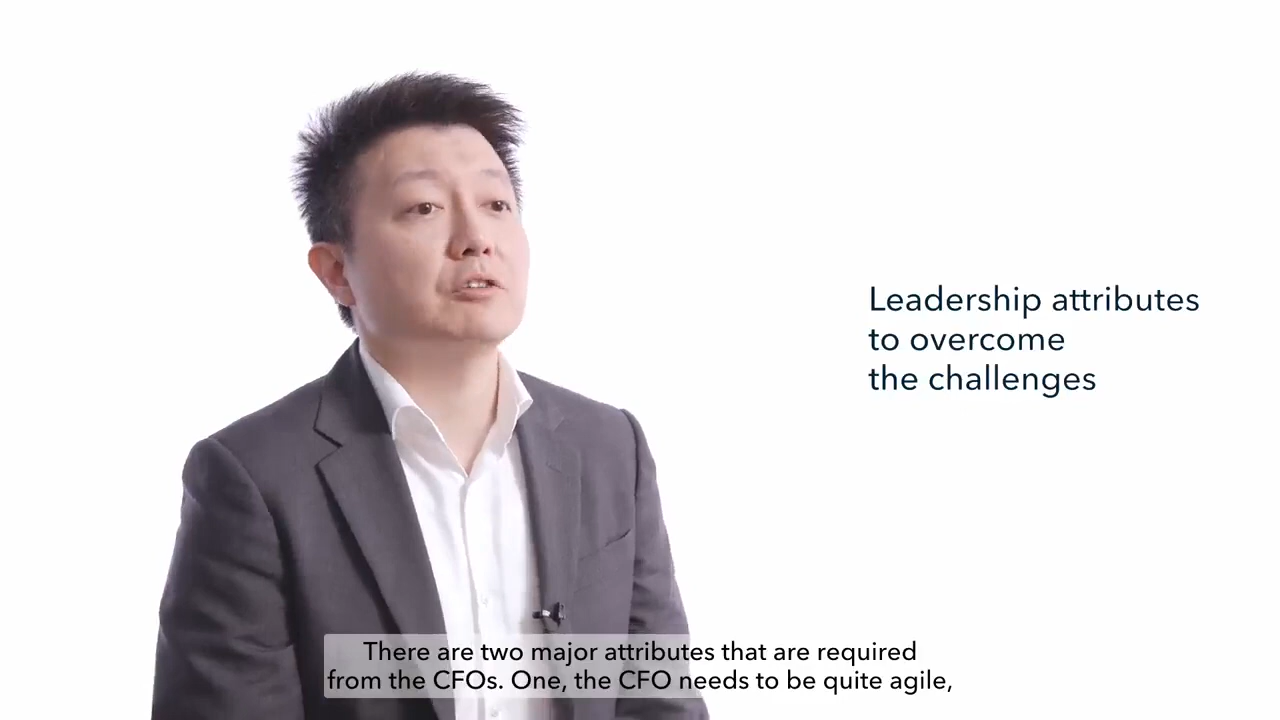 Leadership attributes
to overcome
the challenges
There are two major attributes that are required
from the CFOs. One, the CFO needs to be quite agile,